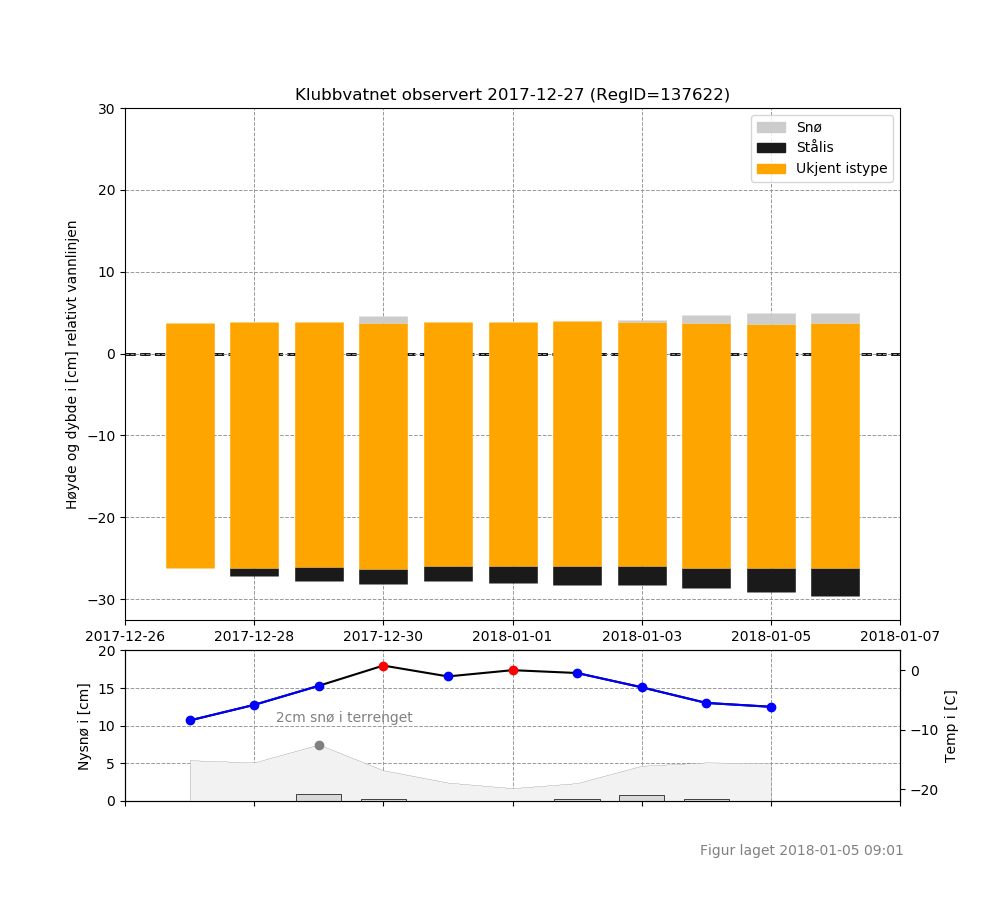 Klubbvatnet observert 2017-12-27 (RegID=137622)
Snø
Stålis
Ukjent istype
Høyde og dybde i [cm] relativt vannlinjen
30
20
10
0
−10
−20
−30
2017-12-26
2017-12-28
2017-12-30
2018-01-01
2018-01-03
2018-01-05
2018-01-07
Nysnø i [cm]
20
15
10
5
0
2cm snø i terrenget
0
−10
−20
Temp i [C]
Figur laget 2018-01-05 09:01